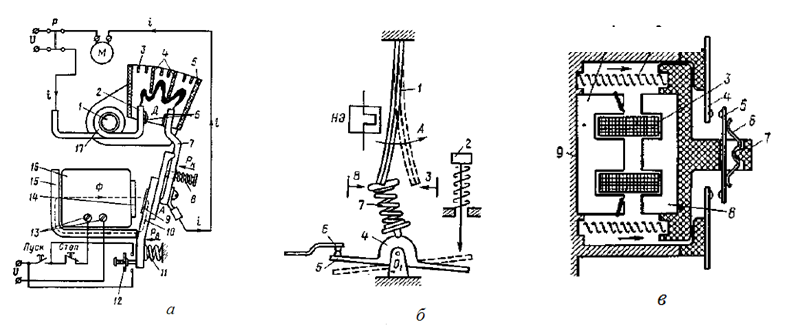 P
U
i
M
i
3
4
5
2
Д
6
1
i
17
7
i
16
15
Ф
14
Pд
8
A
9
10
13
Pд
i
11
Пуск
Стоп
U
12
а
1
НЭ
A
2
В
З
7
4
6
5
O₁
б
3
4
5
6
7
9
8
в